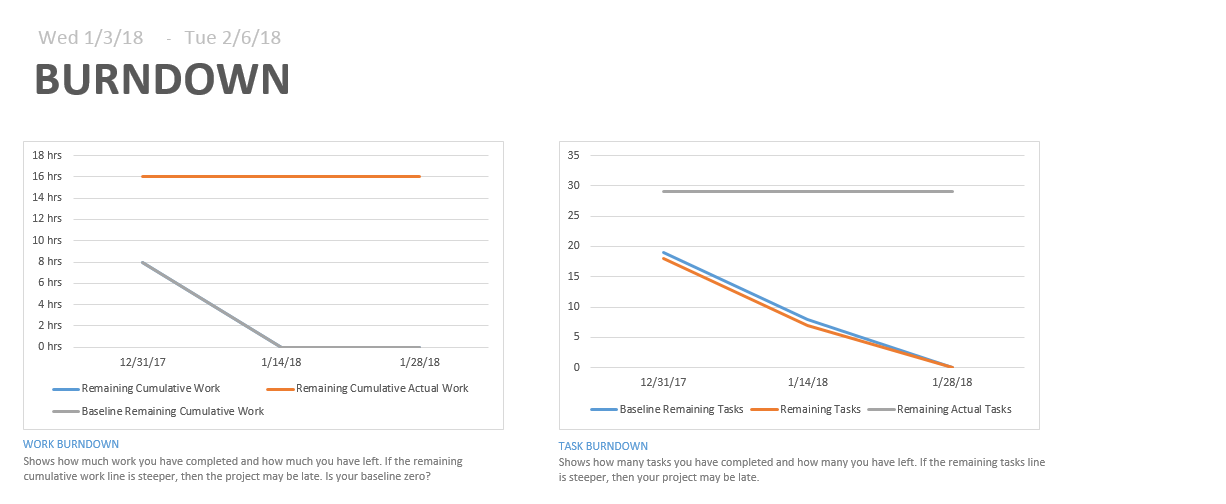 Wed 1/3/18 - Tue 2/6/18
BURNDOWN
18 hrs
16 hrs
14 hrs
12 hrs
10 hrs
8 hrs
6 hrs
4 hrs
2 hrs
0 hrs
12/31/17 1/14/18 1/28/18
Remaining Cumulative Work Remaining Cumulative Actual Work
Baseline Remaining Cumulative Work
WORK BURNDOWN
Shows how much work you have completed and how much you have left. If the remaining
cumulative work line is steeper, then the project may be late. Is your baseline zero?
35
30
25
20
15
10
5
0
12/31/17 1/14/18 1/28/18
Baseline Remaining Tasks Remaining Tasks Remaining Actual Tasks
TASK BURNDOWN
Shows how many tasks you have completed and how many you have left. If the remaining tasks line
is steeper, then your project may be late.